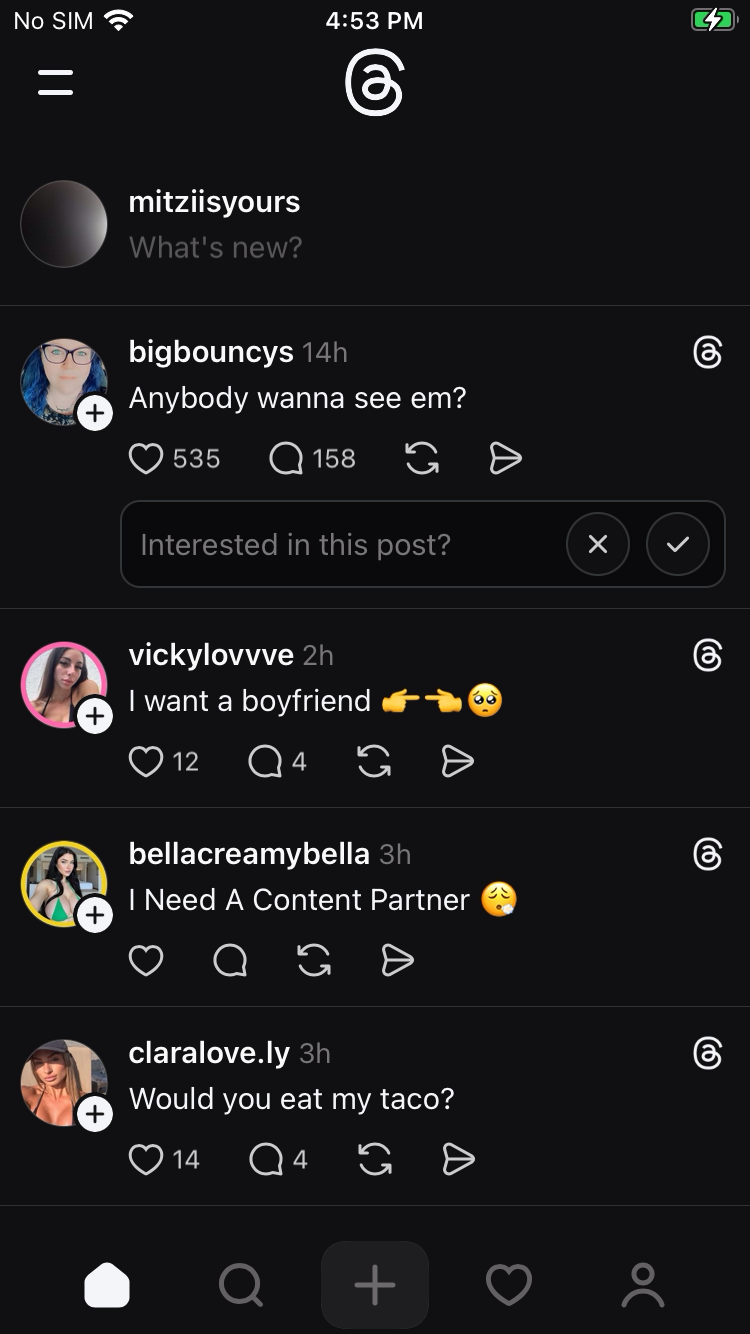 No SIM 4:53 PM
mitziisyours
What's new?
bigbouncys 14h
Anybody wanna see em?
535 158
Interested in this post?
vickylovvve 2h
I want a boyfriend 👉👈🥺
12 4
bellacreamybella 3h
I Need A Content Partner 😮‍💨
claralove.ly 3h
Would you eat my taco?
14 4